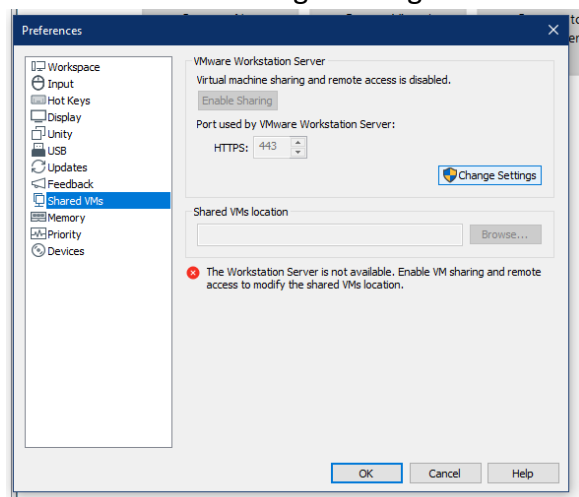 Preferences
Workspace
Input
Hot Keys
Display
Unity
USB
Updates
Feedback
Shared VMs
Memory
Priority
Devices
VMware Workstation Server
Virtual machine sharing and remote access is disabled.
Enable Sharing
Port used by VMware Workstation Server:
HTTPS: 443
Change Settings
Shared VMs location
Browse...
The Workstation Server is not available. Enable VM sharing and remote
access to modify the shared VMs location.
OK Cancel Help